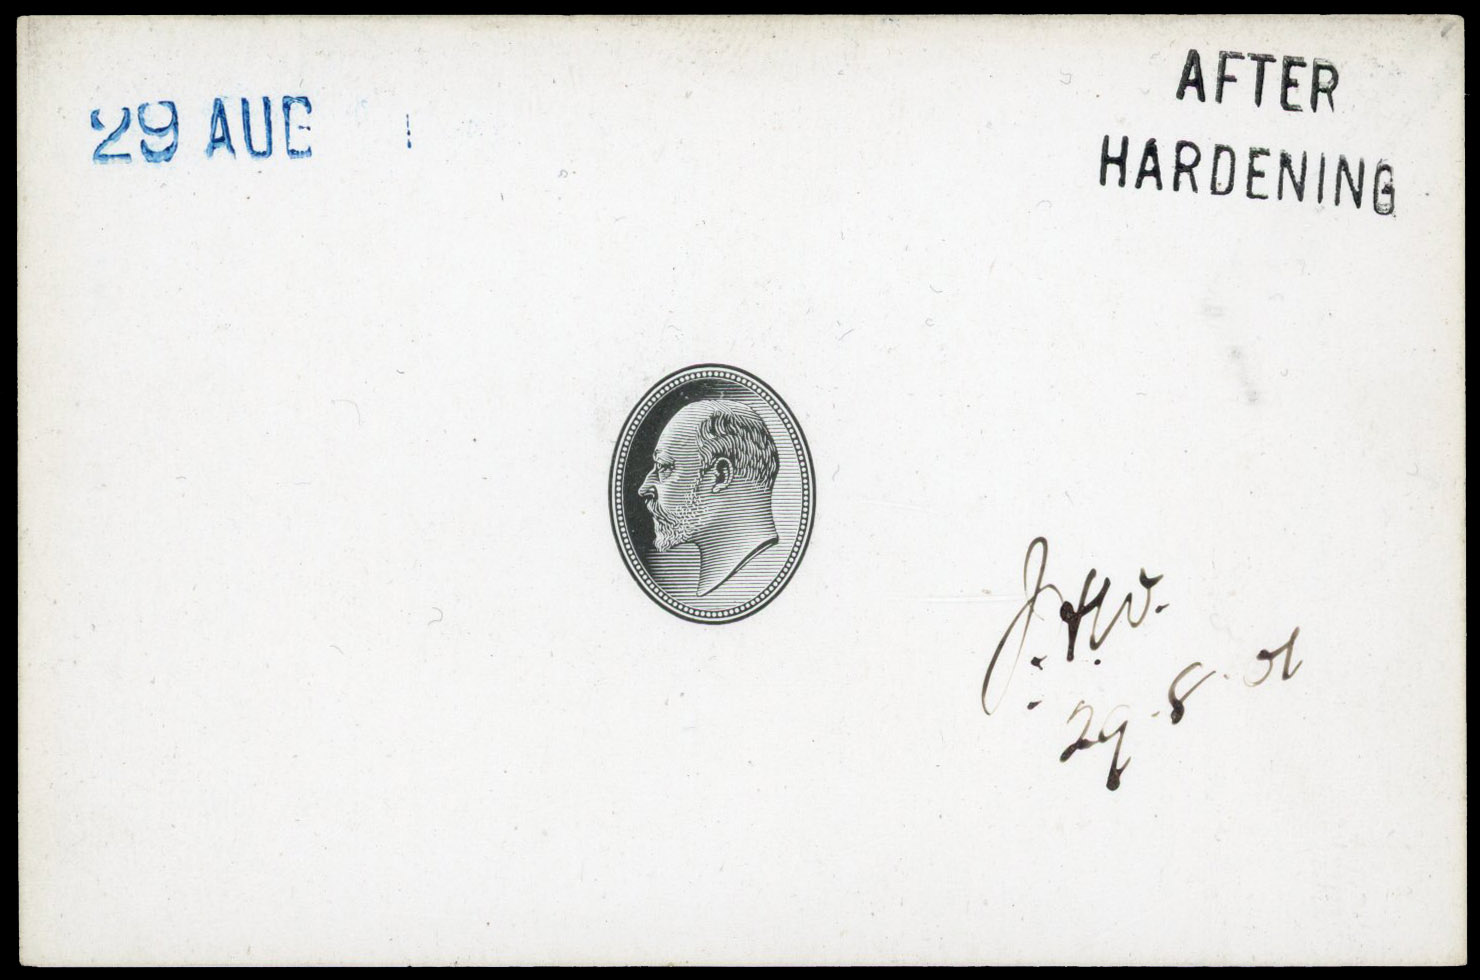 29 AUG
AFTER
HARDENING
J.H.W.
29.8.01